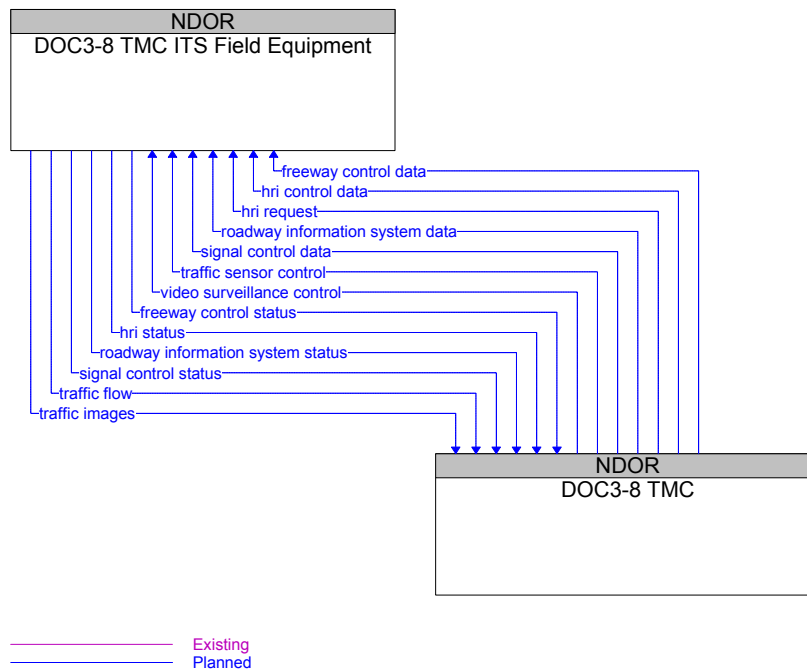 NDOR
DOC3-8 TMC ITS Field Equipment
freeway control data
hri control data
hri request
roadway information system data
signal control data
traffic sensor control
video surveillance control
freeway control status
hri status
roadway information system status
signal control status
traffic flow
traffic images
NDOR
DOC3-8 TMC
Existing
Planned